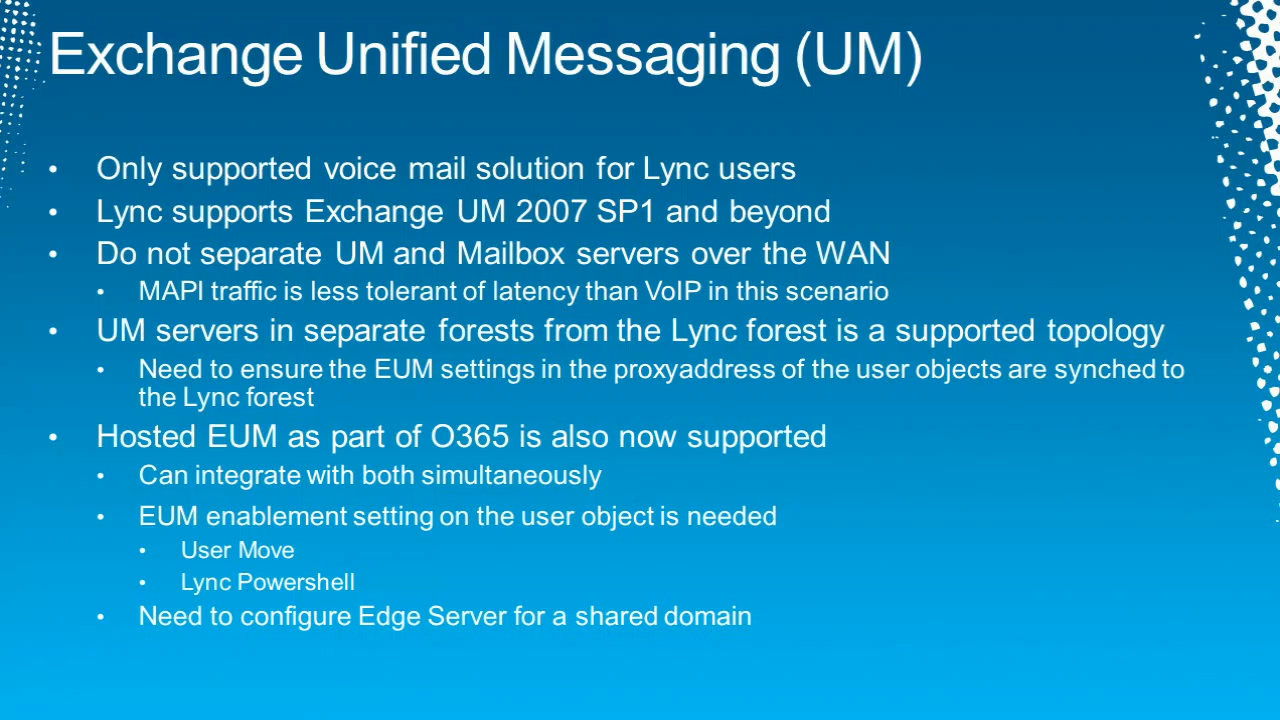 Exchange Unified Messaging (UM)
• Only supported voice mail solution for Lync users
• Lync supports Exchange UM 2007 SP1 and beyond
• Do not separate UM and Mailbox servers over the WAN
• MAPI traffic is less tolerant of latency than VoIP in this scenario
• UM servers in separate forests from the Lync forest is a supported topology
• Need to ensure the EUM settings in the proxyaddress of the user objects are synched to
the Lync forest
• Hosted EUM as part of O365 is also now supported
• Can integrate with both simultaneously
• EUM enablement setting on the user object is needed
• User Move
• Lync Powershell
• Need to configure Edge Server for a shared domain